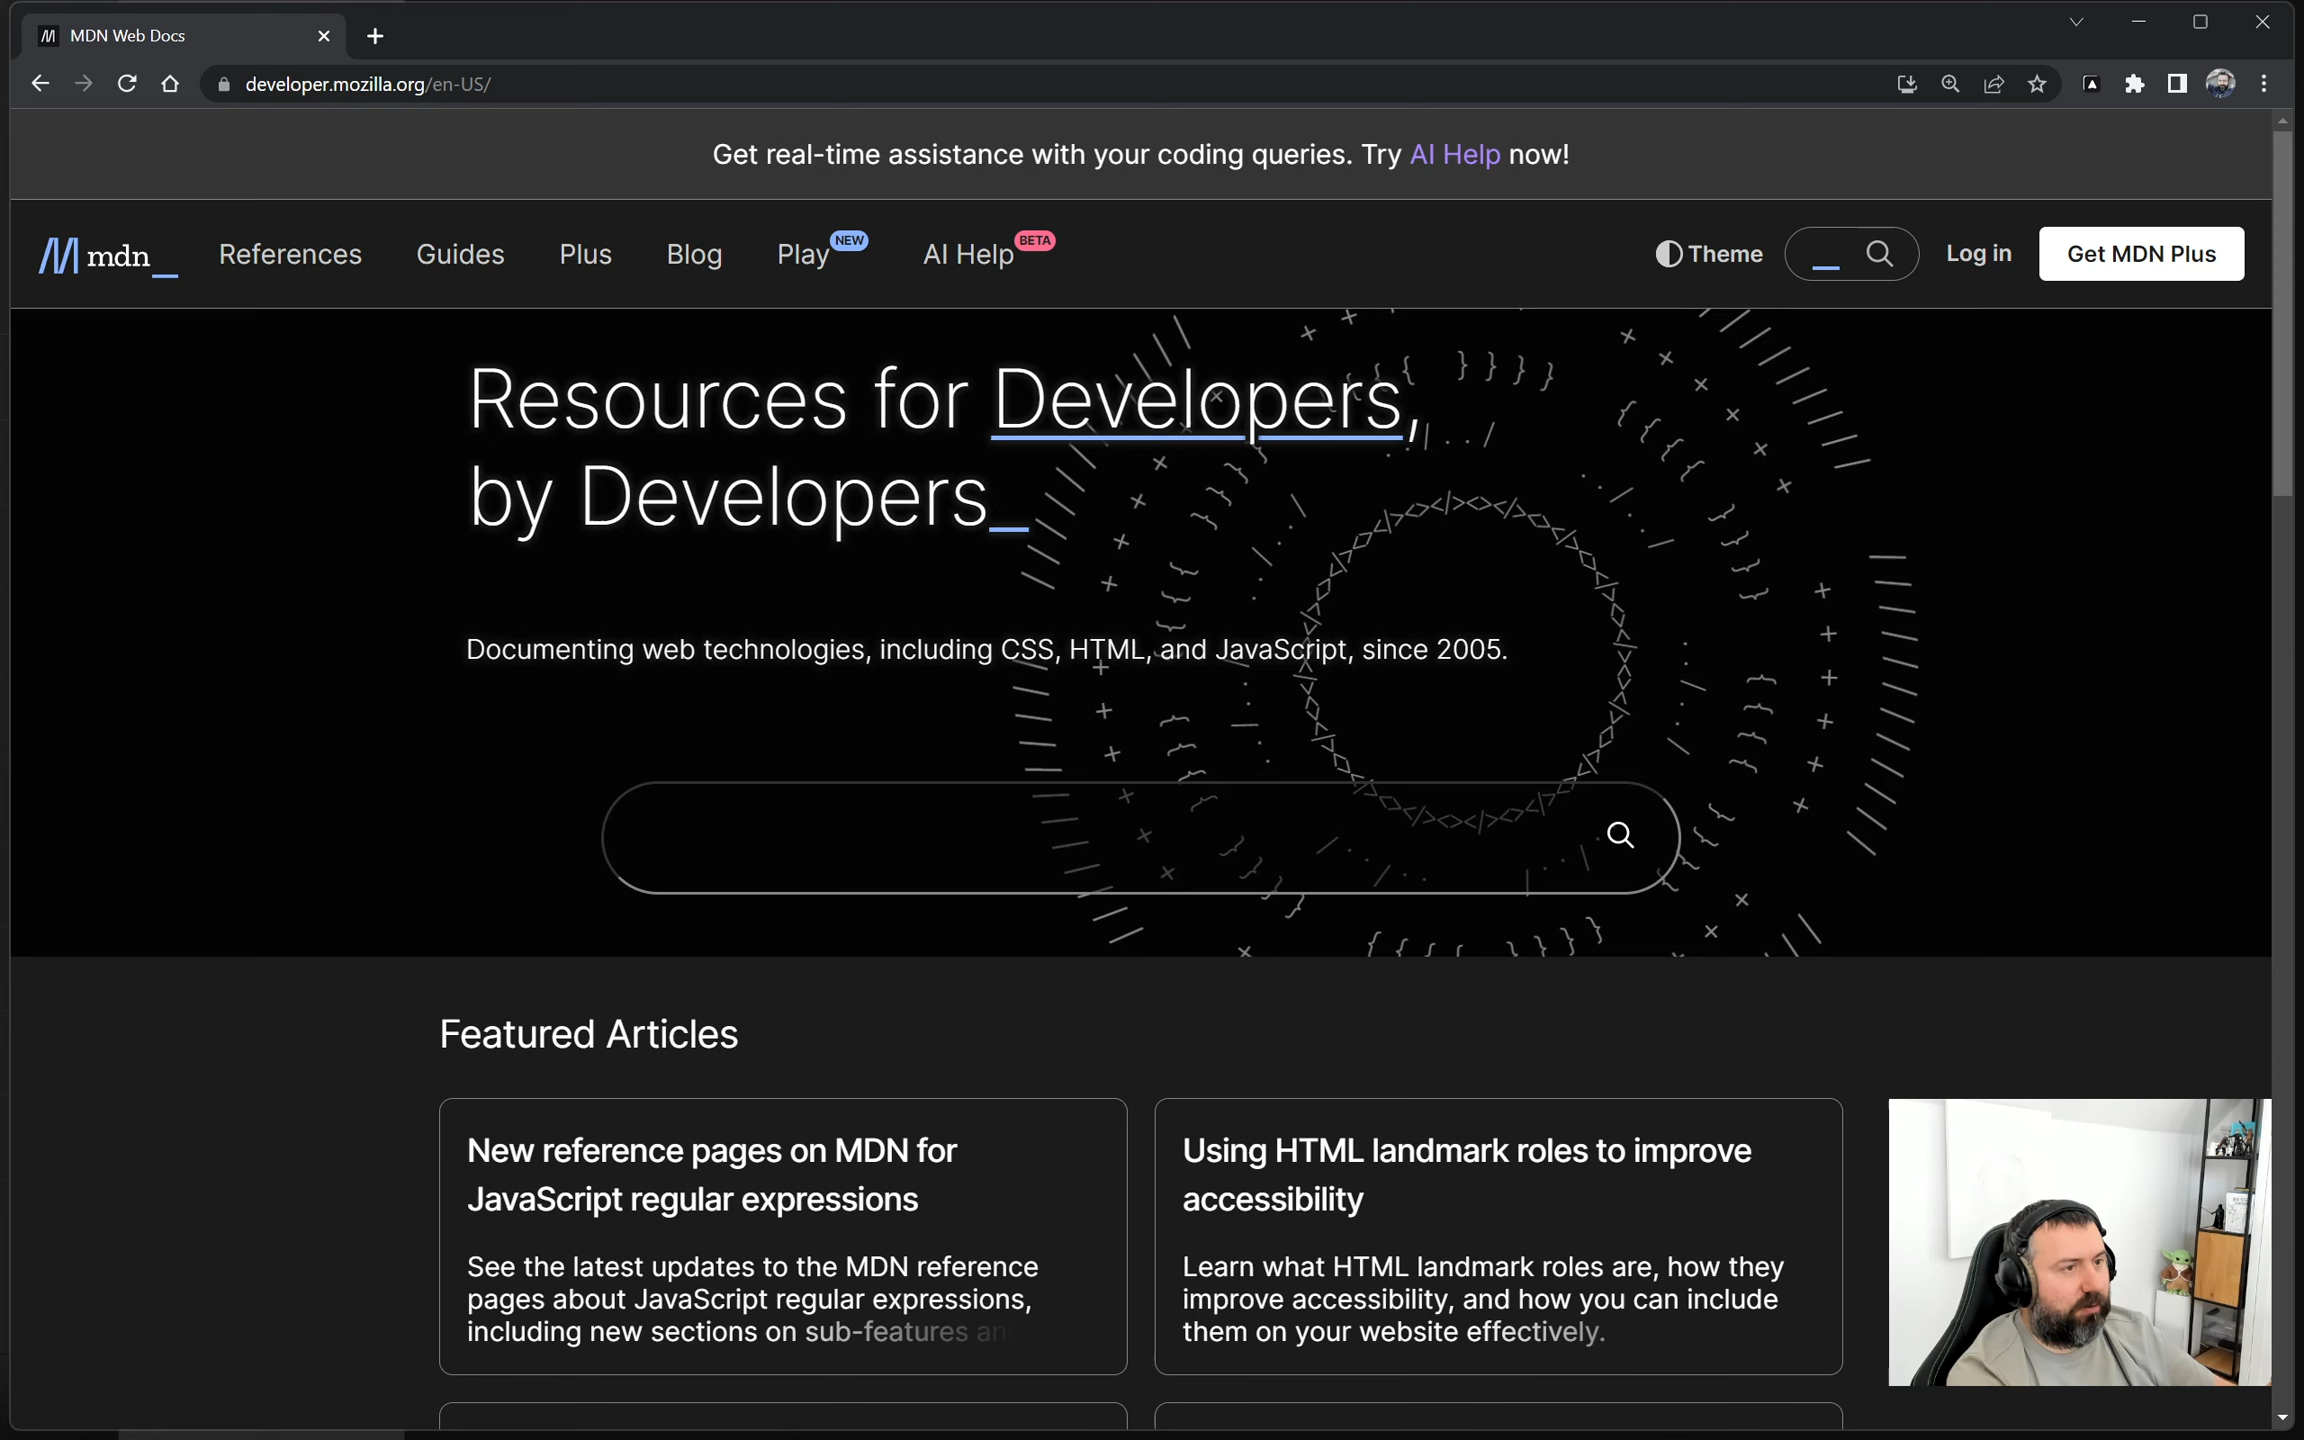 MDN Web Docs
developer.mozilla.org/en-US/
Get real-time assistance with your coding queries. Try AI Help now!
mdn_
References
Guides
Plus
Blog
Play NEW
AI Help BETA
Theme
Log in
Get MDN Plus
Resources for Developers,
by Developers_
Documenting web technologies, including CSS, HTML, and JavaScript, since 2005.
Featured Articles
New reference pages on MDN for
JavaScript regular expressions
See the latest updates to the MDN reference
pages about JavaScript regular expressions,
including new sections on sub-features an
Using HTML landmark roles to improve
accessibility
Learn what HTML landmark roles are, how they
improve accessibility, and how you can include
them on your website effectively.